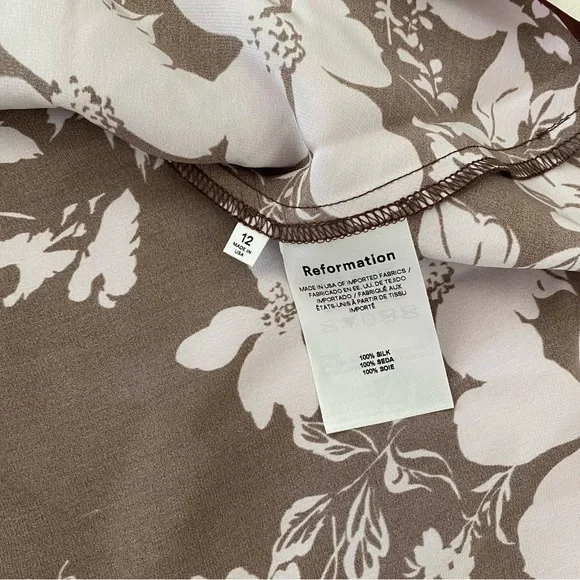 12
MADE IN
USA
Reformation
MADE IN USA OF IMPORTED FABRICS /
FABRICADO EN EE. UU. DE TEJIDO
IMPORTADO / FABRIQUÉ AUX
ÉTATS-UNIS À PARTIR DE TISSU
IMPORTÉ
100% SILK
100% SEDA
100% SOIE